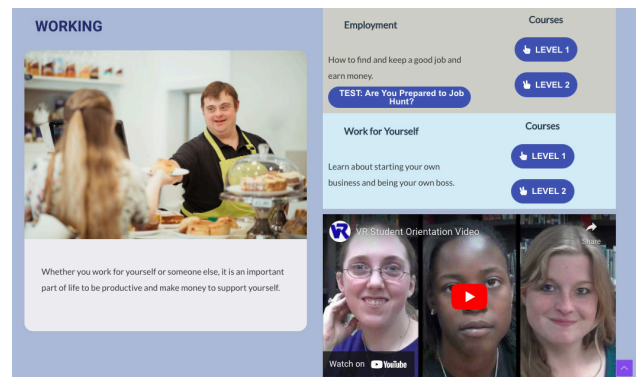 WORKING
Whether you work for yourself or someone else, it is an important
part of life to be productive and make money to support yourself.
Employment
Courses
How to find and keep a good job and
earn money.
TEST: Are You Prepared to Job
Hunt?
LEVEL 1
LEVEL 2
Work for Yourself
Courses
Learn about starting your own
business and being your own boss.
LEVEL 1
LEVEL 2
VR
VR Student Orientation Video
Share
Watch on YouTube